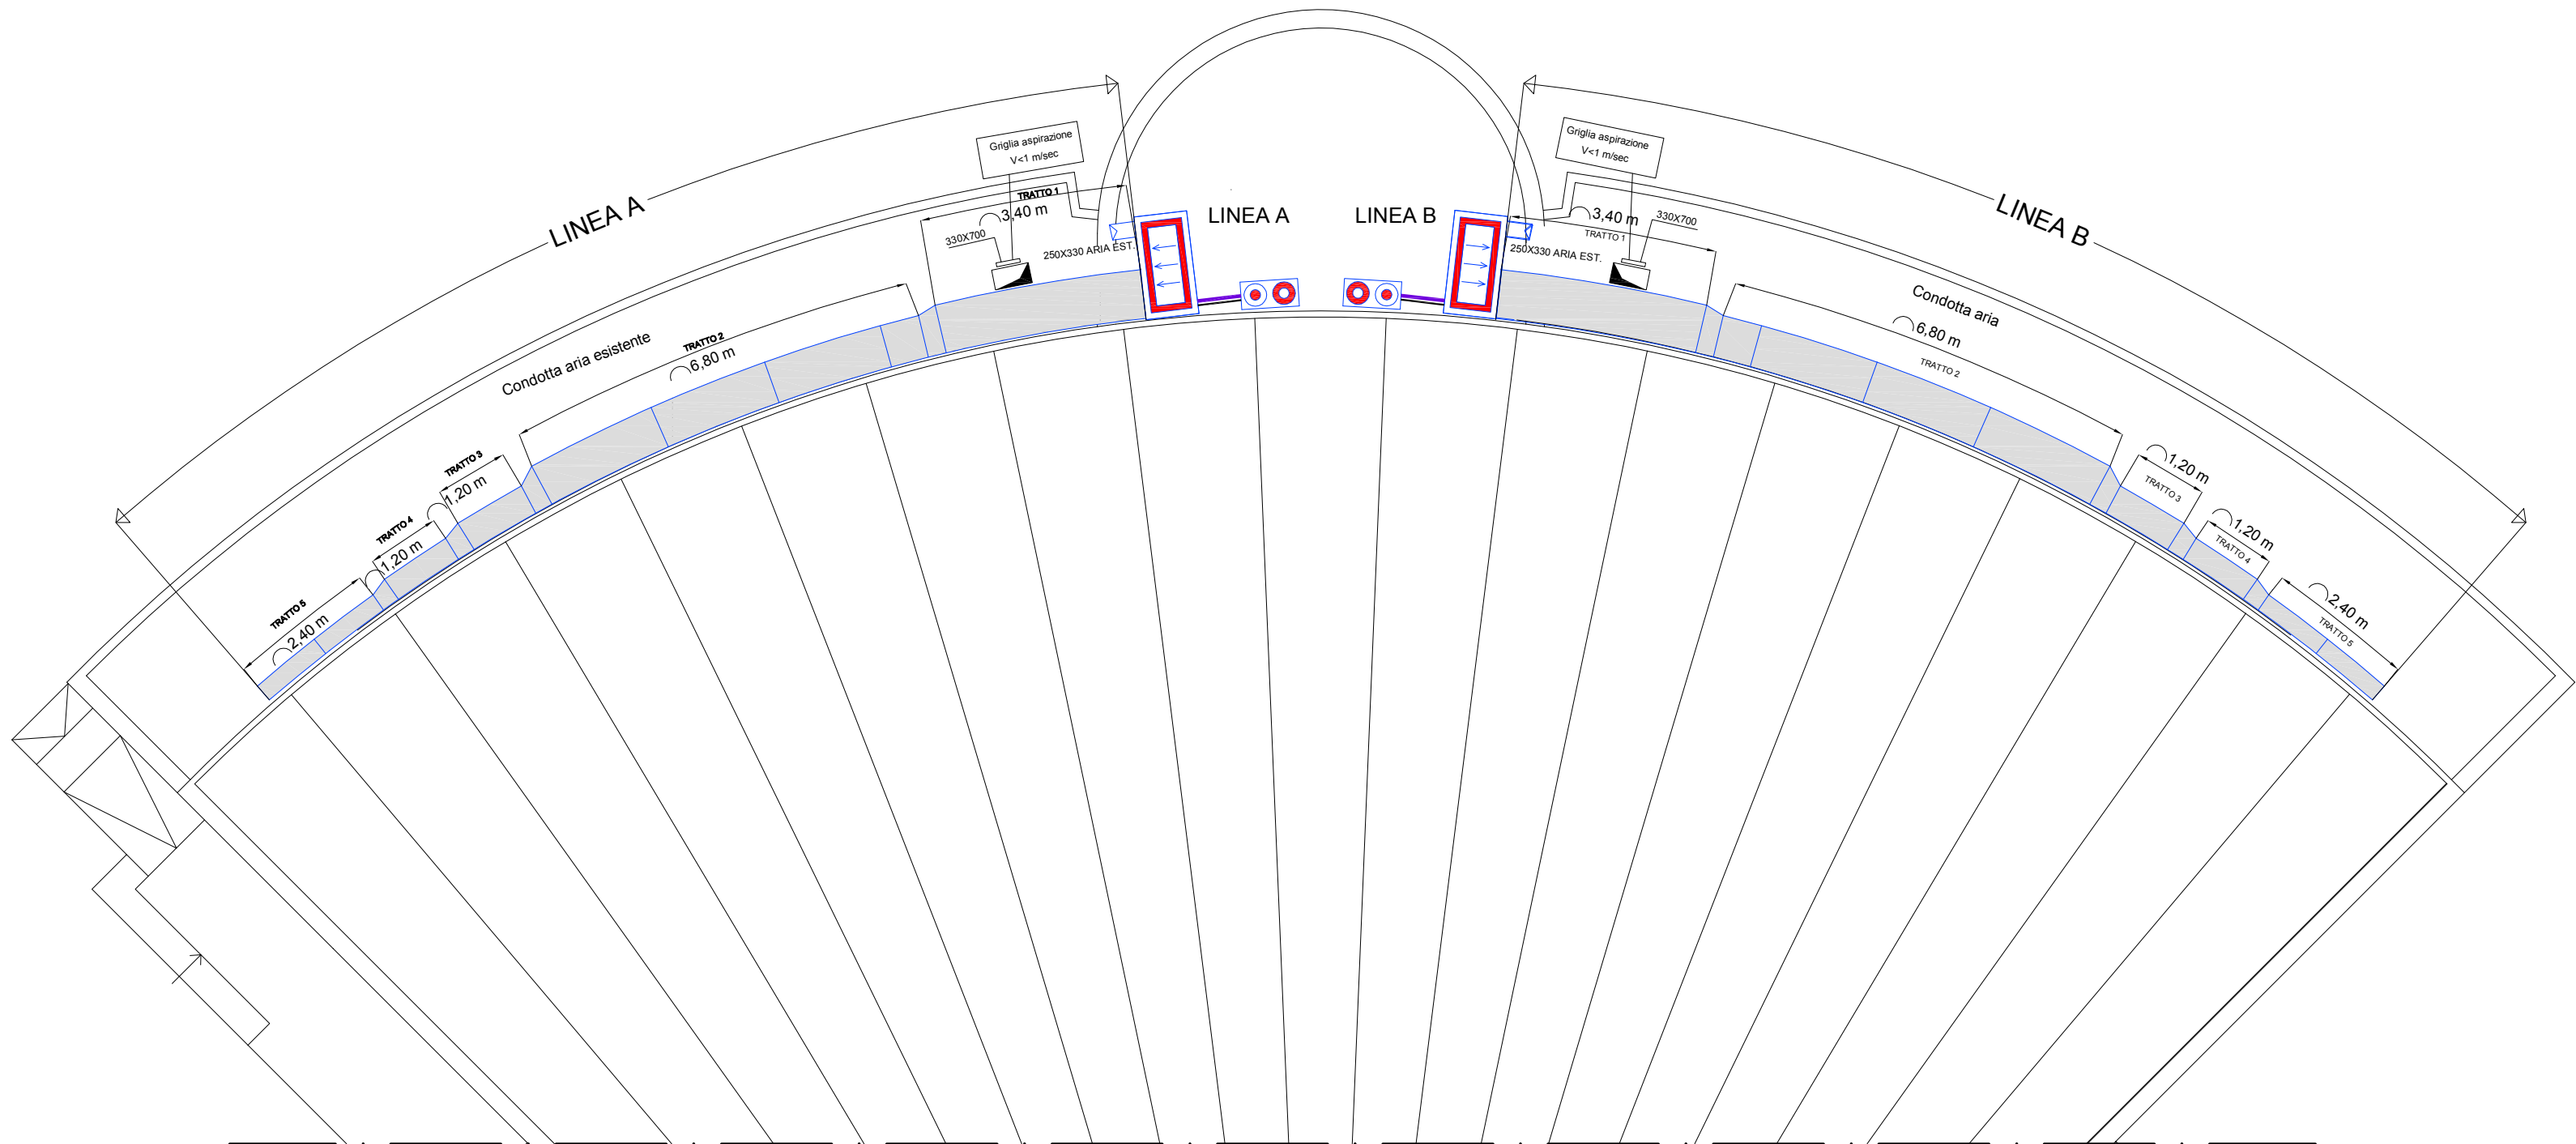 LINEA A
Griglia aspirazione
V<1 m/sec
TRATTO 1
3,40 m
330X700
250X330 ARIA EST.
LINEA A
LINEA B
Griglia aspirazione
V<1 m/sec
3,40 m
330X700
TRATTO 1
250X330 ARIA EST.
LINEA B
Condotta aria esistente
TRATTO 2
6,80 m
Condotta aria
6,80 m
TRATTO 2
TRATTO 3
1,20 m
TRATTO 4
1,20 m
TRATTO 5
2,40 m
1,20 m
TRATTO 3
1,20 m
TRATTO 4
2,40 m
TRATTO 5